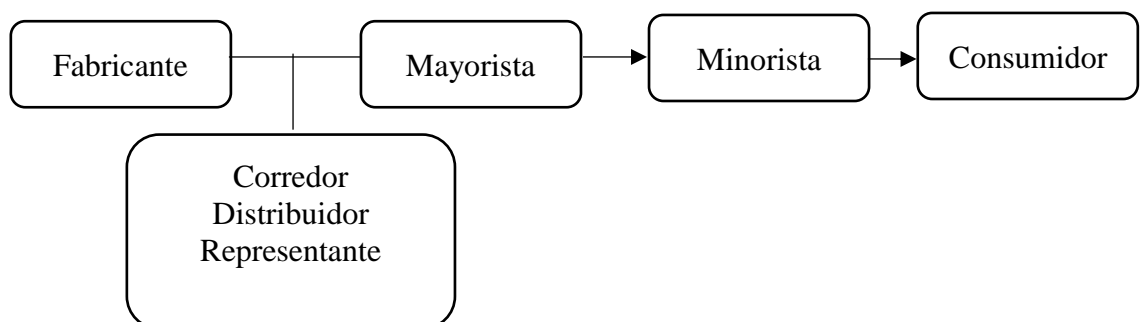 Fabricante
Mayorista
Minorista
Consumidor
Corredor
Distribuidor
Representante